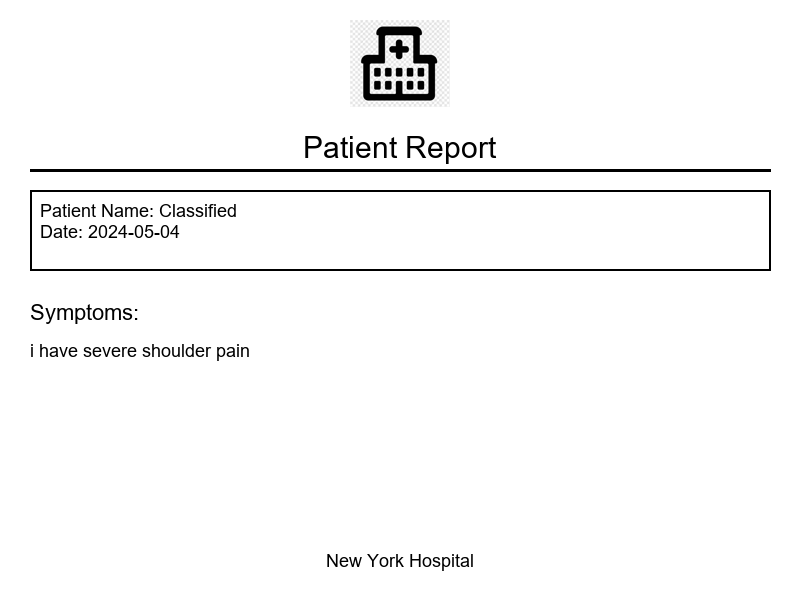 Patient Report
Patient Name: Classified
Date: 2024-05-04
Symptoms:
i have severe shoulder pain
New York Hospital